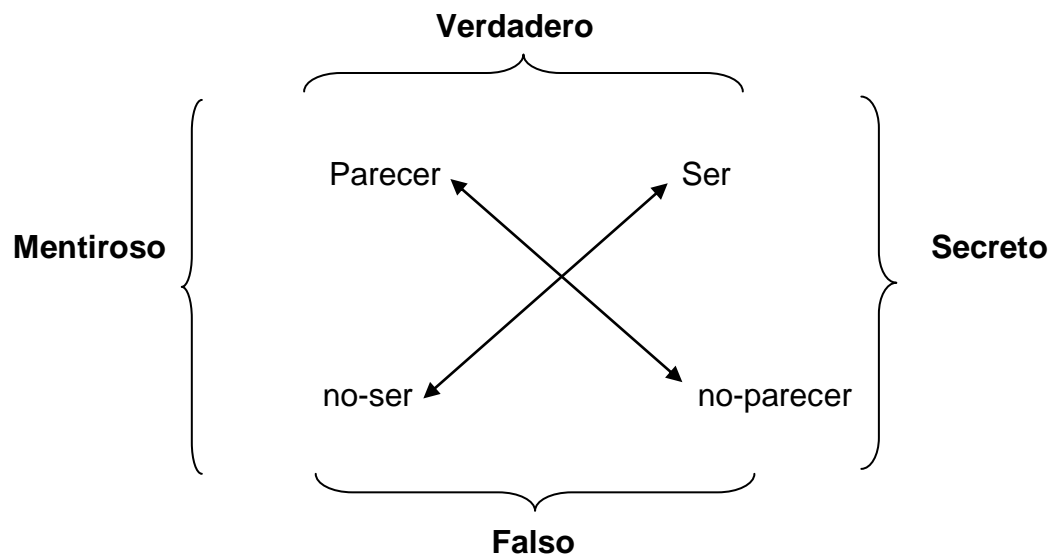 Verdadero
Parecer Ser
Mentiroso Secreto
no-ser no-parecer
Falso